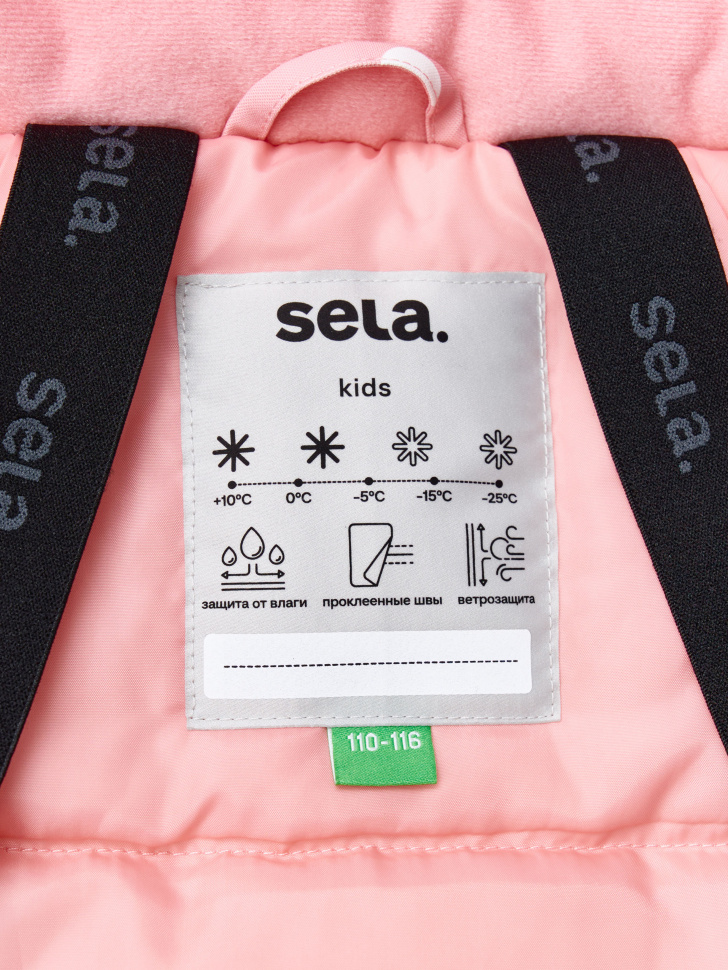 sela.
sela.
sela.
kids
sela.
sela
+10°C 0°C -5°C -15°C -25°C
защита от влаги проклеенные швы ветрозащита
110-116